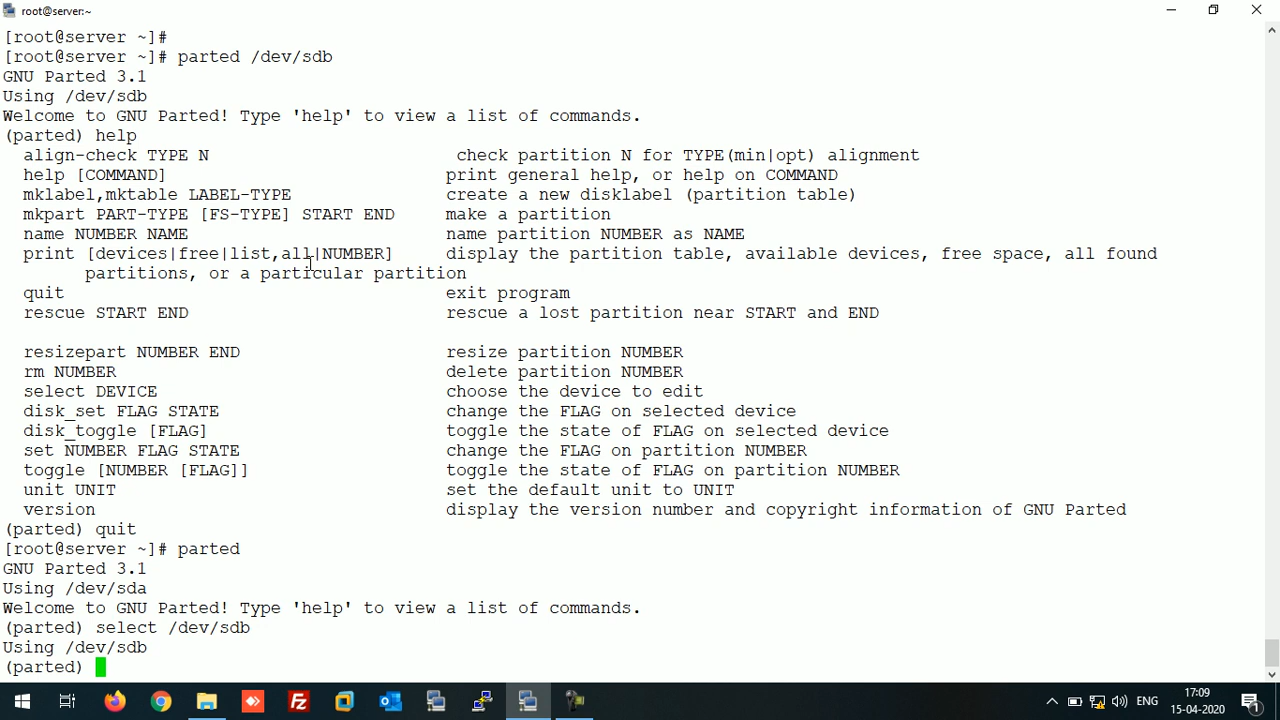 root@server:~
[root@server ~]#
[root@server ~]# parted /dev/sdb
GNU Parted 3.1
Using /dev/sdb
Welcome to GNU Parted! Type 'help' to view a list of commands.
(parted) help
align-check TYPE N                        check partition N for TYPE(min|opt) alignment
help [COMMAND]                           print general help, or help on COMMAND
mklabel,mktable LABEL-TYPE               create a new disklabel (partition table)
mkpart PART-TYPE [FS-TYPE] START END     make a partition
name NUMBER NAME                         name partition NUMBER as NAME
print [devices|free|list,all|NUMBER]     display the partition table, available devices, free space, all found
partitions, or a particular partition
quit                                     exit program
rescue START END                         rescue a lost partition near START and END
resizepart NUMBER END                    resize partition NUMBER
rm NUMBER                                delete partition NUMBER
select DEVICE                            choose the device to edit
disk_set FLAG STATE                      change the FLAG on selected device
disk_toggle [FLAG]                       toggle the state of FLAG on selected device
set NUMBER FLAG STATE                    change the FLAG on partition NUMBER
toggle [NUMBER [FLAG]]                   toggle the state of FLAG on partition NUMBER
unit UNIT                                set the default unit to UNIT
version                                  display the version number and copyright information of GNU Parted
(parted) quit
[root@server ~]# parted
GNU Parted 3.1
Using /dev/sda
Welcome to GNU Parted! Type 'help' to view a list of commands.
(parted) select /dev/sdb
Using /dev/sdb
(parted)
ENG
17:09
15-04-2020
1